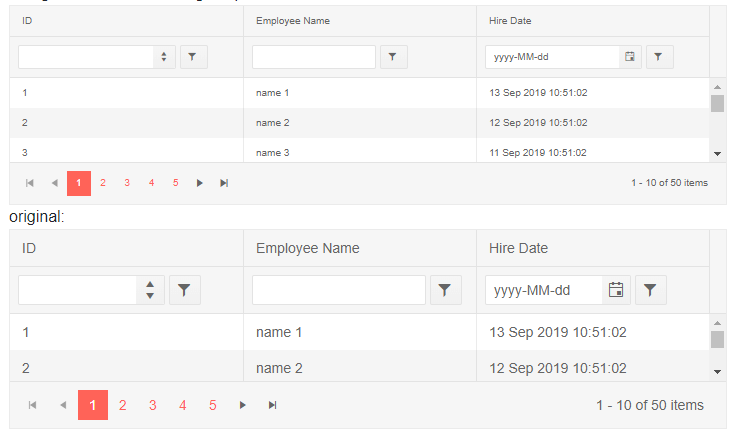 ID Employee Name Hire Date
yyyy-MM-dd
1 name 1 13 Sep 2019 10:51:02
2 name 2 12 Sep 2019 10:51:02
3 name 3 11 Sep 2019 10:51:02
1 2 3 4 5 1 - 10 of 50 items
original:
ID Employee Name Hire Date
yyyy-MM-dd
1 name 1 13 Sep 2019 10:51:02
2 name 2 12 Sep 2019 10:51:02
1 2 3 4 5 1 - 10 of 50 items